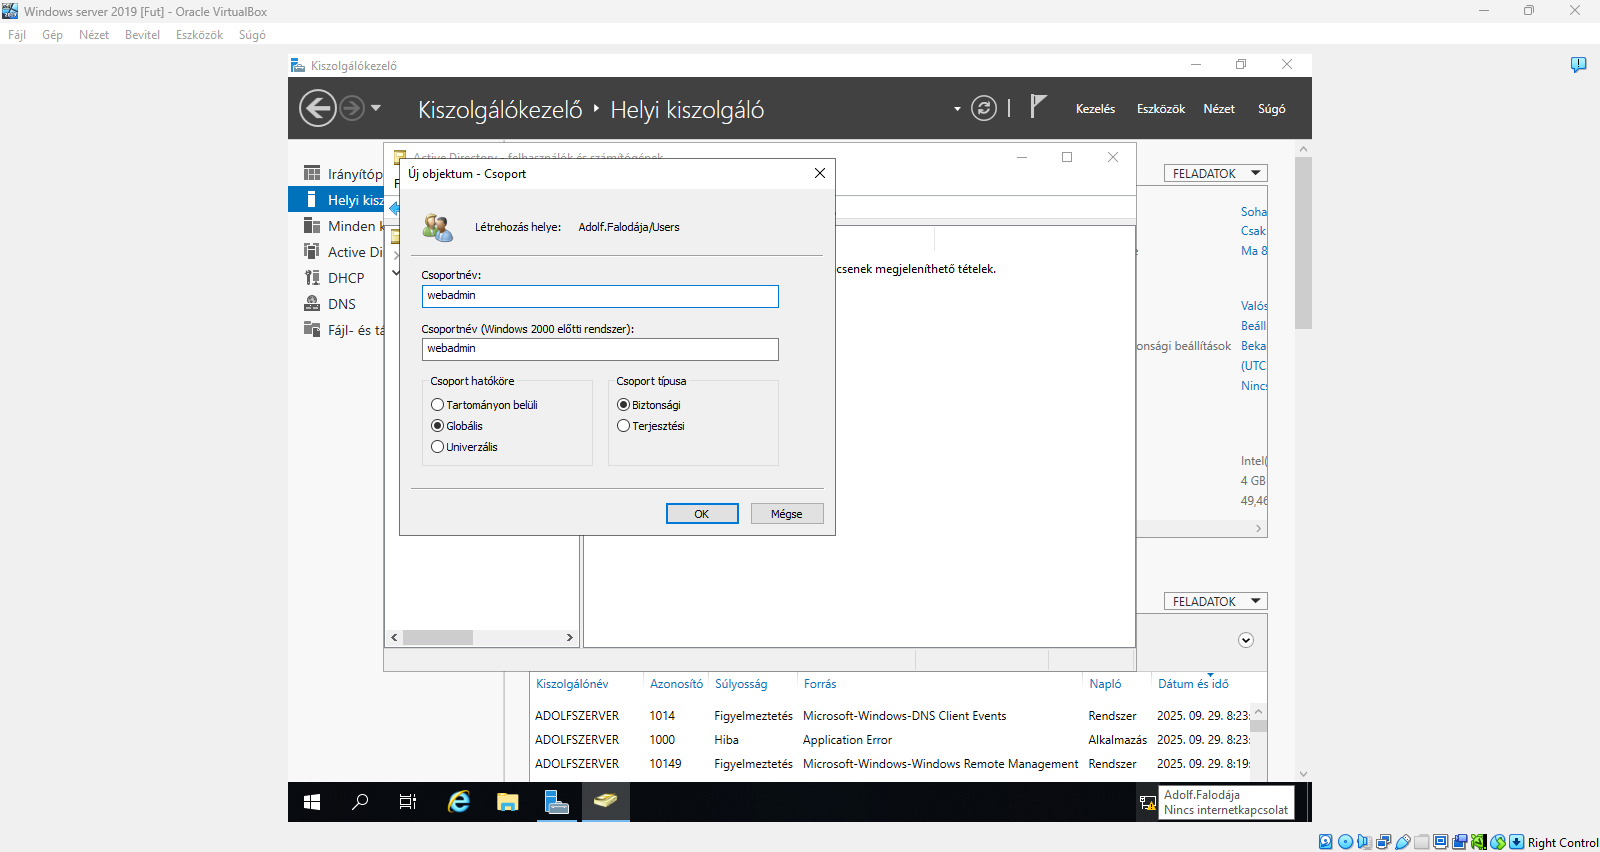 Windows server 2019 [Fut] - Oracle VirtualBox
Fájl Gép Nézet Bevitel Eszközök Súgó
Kiszolgálókezelő
Kiszolgálókezelő ‣ Helyi kiszolgáló
Kezelés Eszközök Nézet Súgó
Irányítóp
Helyi kisz
Minden k
Active Di
DHCP
DNS
Fájl- és tá
Active Directory - felhasználók és számítógépek
F
Új objektum - Csoport
Létrehozás helye: Adolf.Falodája/Users
Csoportnév:
webadmin
Csoportnév (Windows 2000 előtti rendszer):
webadmin
Csoport hatóköre
Tartományon belüli
Globális
Univerzális
Csoport típusa
Biztonsági
Terjesztési
OK Mégse
csenek megjeleníthető tételek.
FELADATOK
Soha
Csak
e Ma 8
Valós
Beáll
onsági beállítások Beka
(UTC
Ninc
Intel(
4 GB
49,46
FELADATOK
Kiszolgálónév Azonosító Súlyosság Forrás Napló Dátum és idő
ADOLFSZERVER 1014 Figyelmeztetés Microsoft-Windows-DNS Client Events Rendszer 2025. 09. 29. 8:23:
ADOLFSZERVER 1000 Hiba Application Error Alkalmazás 2025. 09. 29. 8:23:
ADOLFSZERVER 10149 Figyelmeztetés Microsoft-Windows-Windows Remote Management Rendszer 2025. 09. 29. 8:19:
Adolf.Falodája
Nincs internetkapcsolat
Right Control